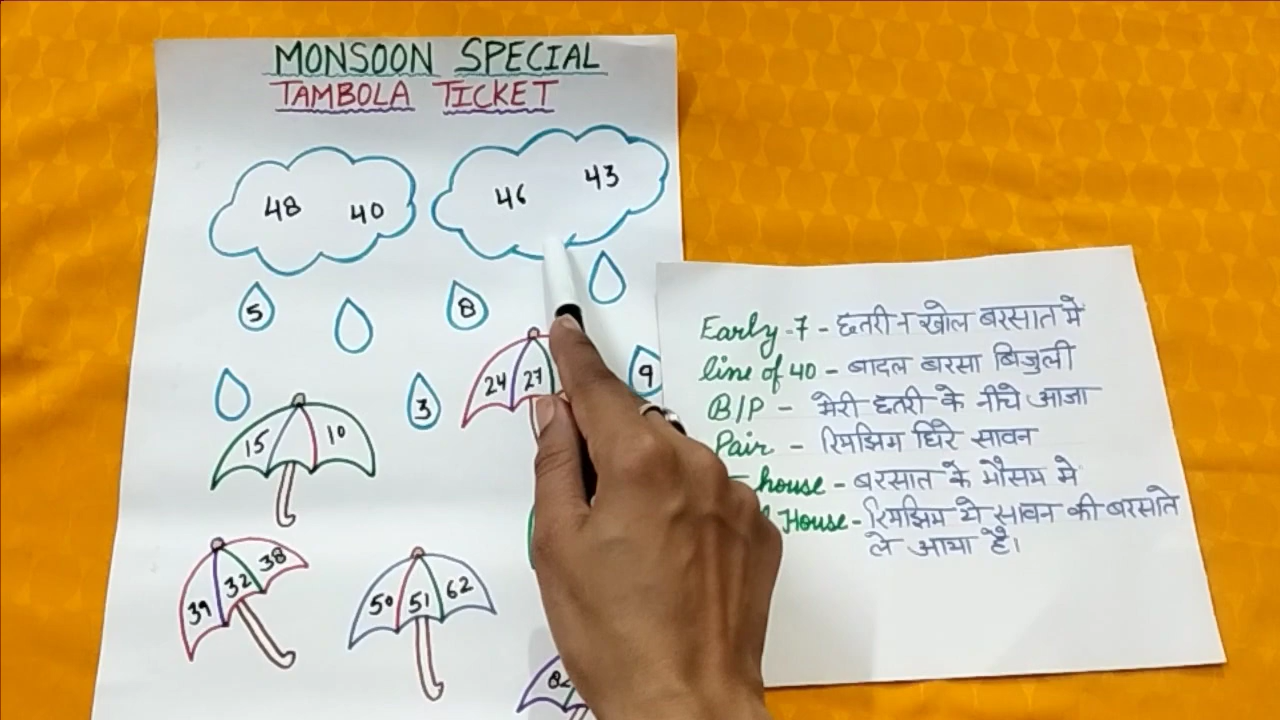 MONSOON SPECIAL
TAMBOLA TICKET
48 40
46 43
5
8
3
24 27
9
15 10
39 32 38
50 51 62
Early-7 - छतरी न खोल बरसात मे
line of 40 - बादल बरसा बिजुली
B/P - मेरी छतरी के नीचे आजा
Pair - रिमझिम घिरे सावन
house - बरसात के मौसम मे
House - रिमझिम ये सावन की बरसाते
ले आया है।